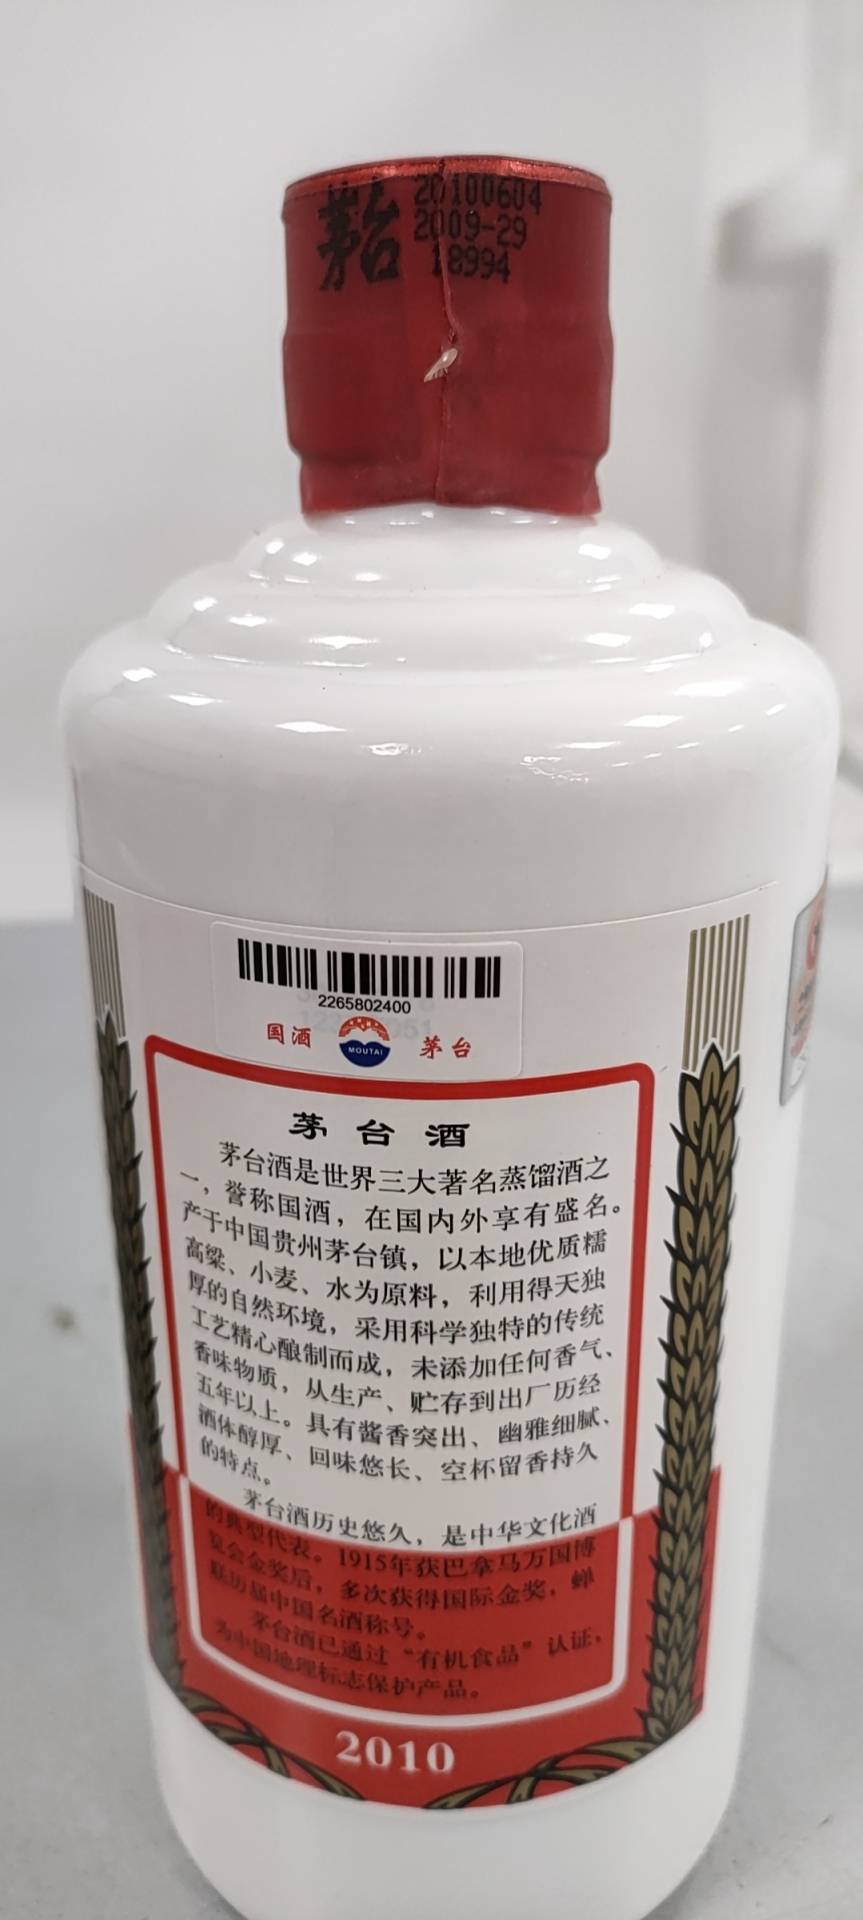 茅台
20100604
2009-29
18994
2265802400
国酒
MOUTAI
茅台
茅台酒
茅台酒是世界三大著名蒸馏酒之
一，誉称国酒，在国内外享有盛名。
产于中国贵州茅台镇，以本地优质糯
高粱、小麦、水为原料，利用得天独
厚的自然环境，采用科学独特的传统
工艺精心酿制而成，未添加任何香气、
香味物质，从生产、贮存到出厂历经
五年以上。具有酱香突出、幽雅细腻、
酒体醇厚、回味悠长、空杯留香持久
的特点。
茅台酒历史悠久，是中华文化酒
的典型代表。1915年获巴拿马万国博
览会金奖后，多次获得国际金奖，蝉
联历届中国名酒称号。
茅台酒已通过“有机食品”认证，
为中国地理标志保护产品。
2010